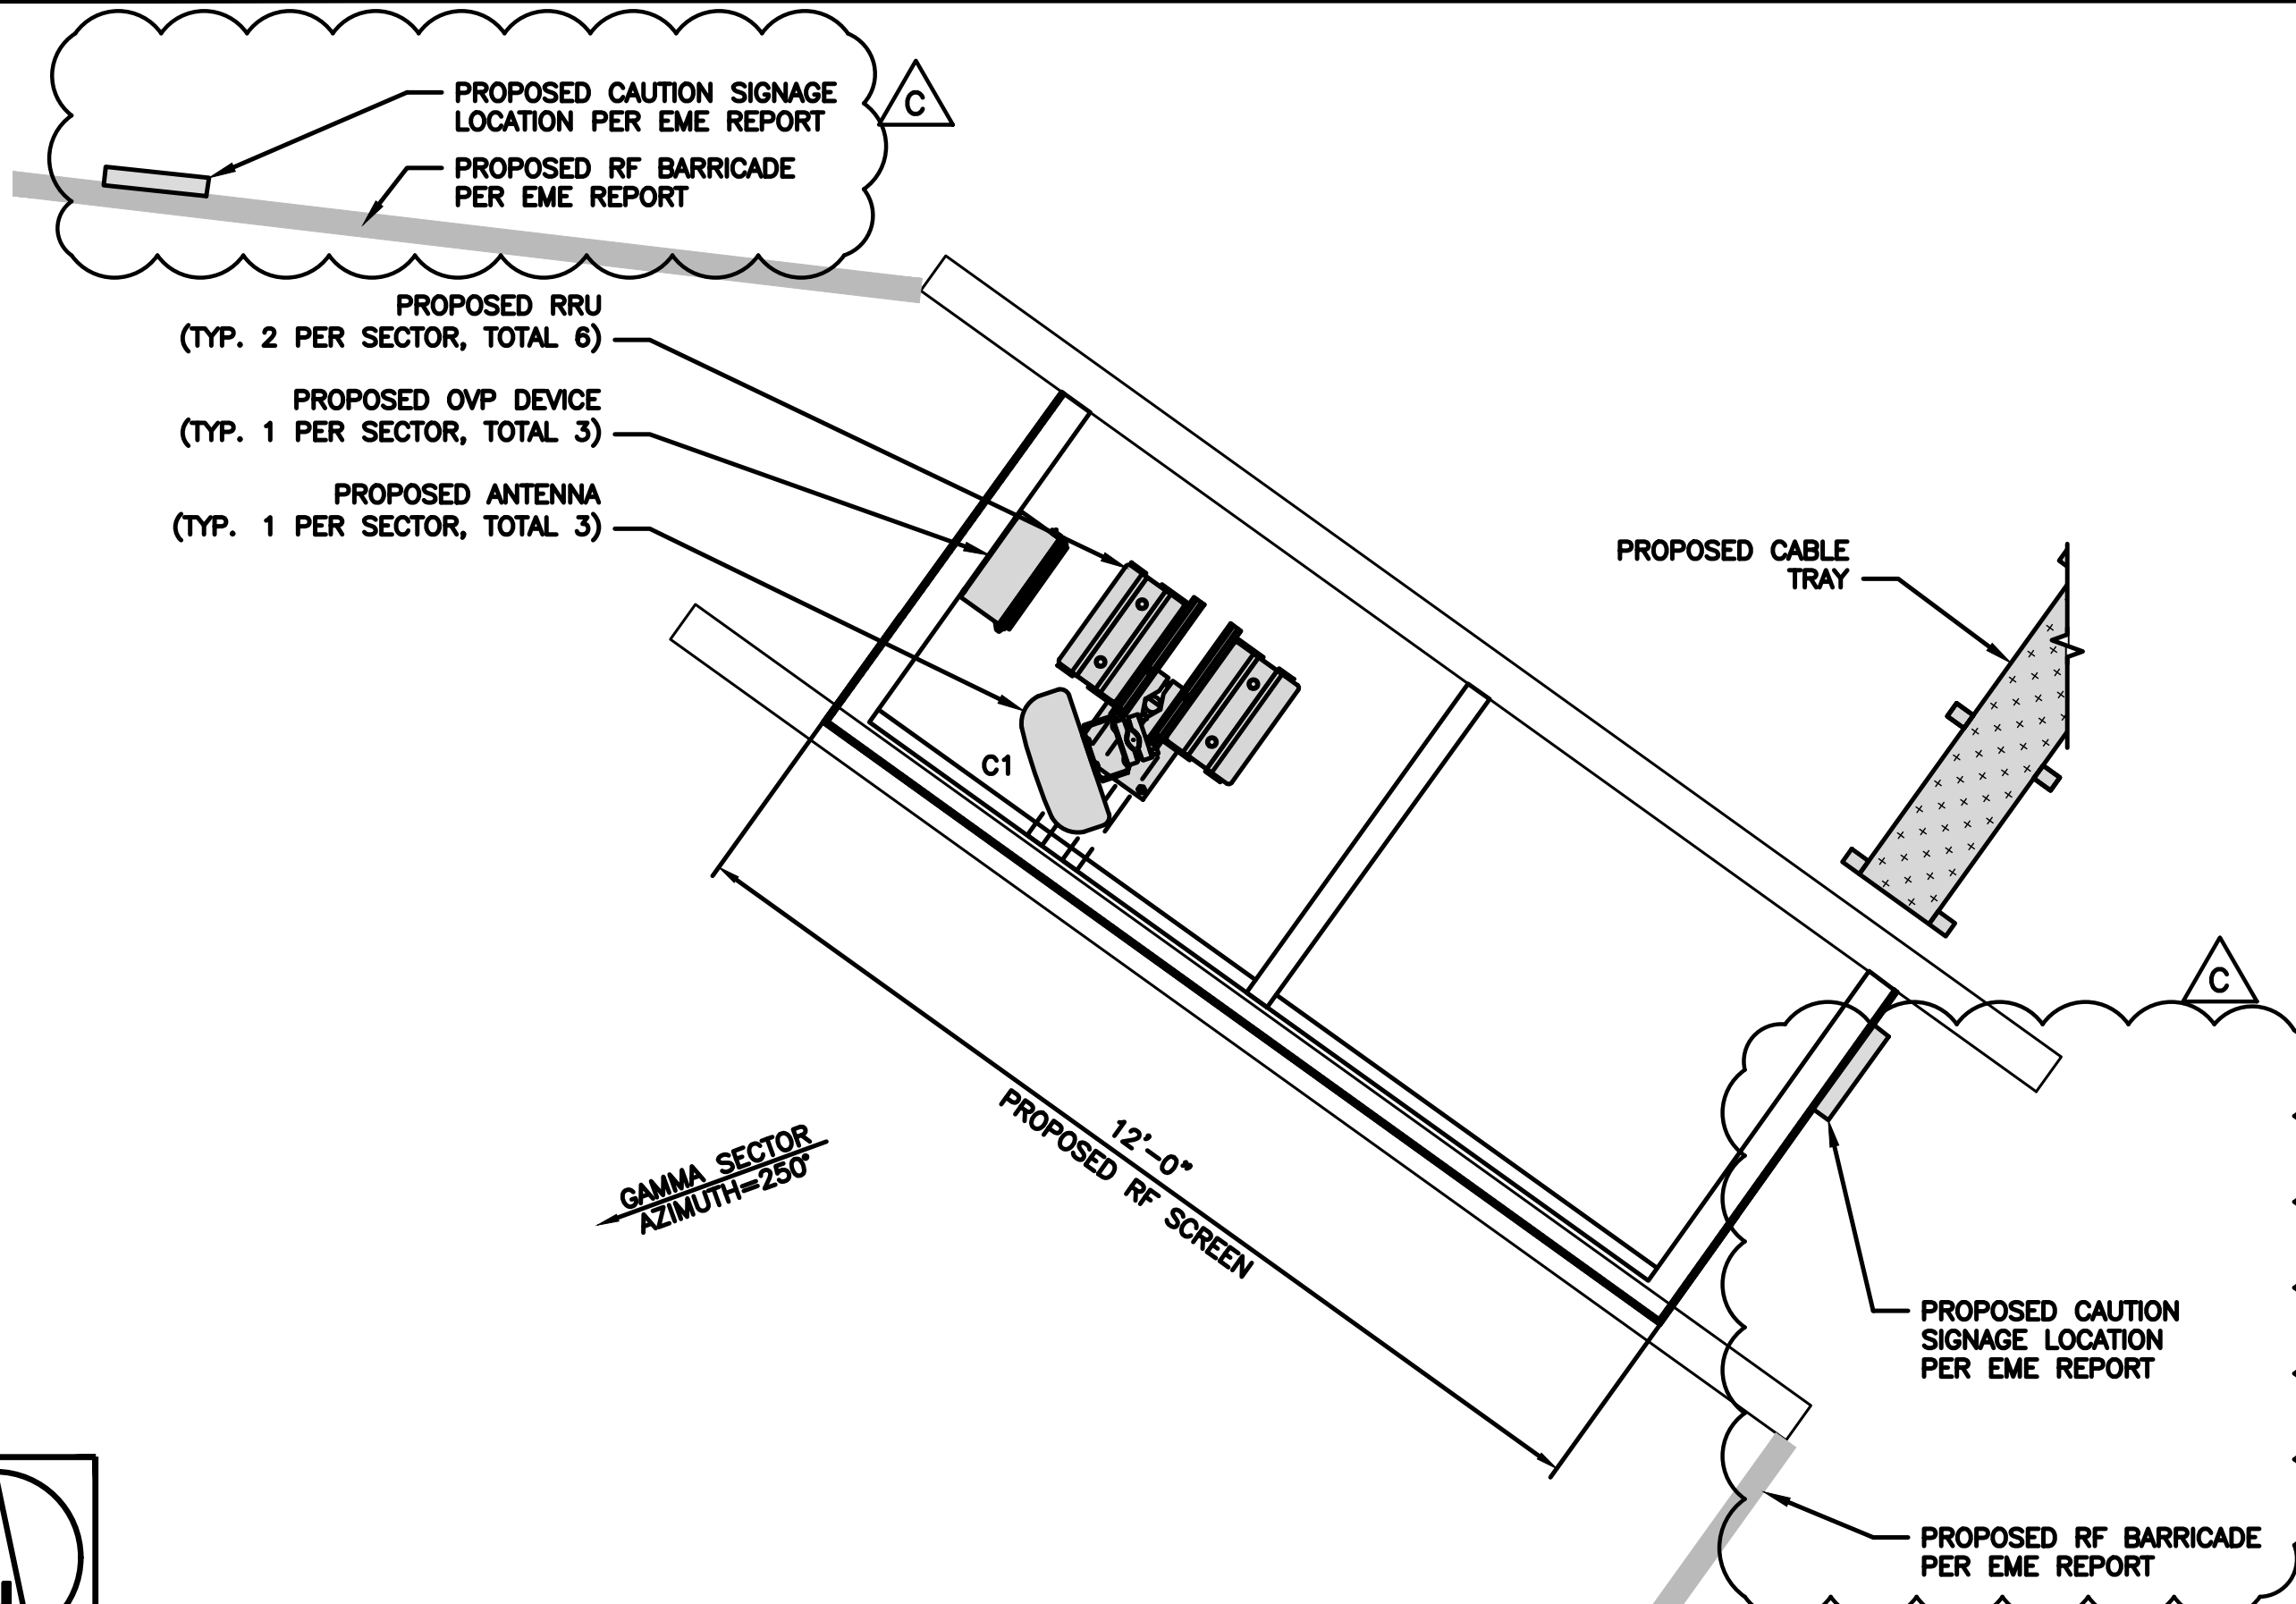 PROPOSED CAUTION SIGNAGE
LOCATION PER EME REPORT
C
PROPOSED RF BARRICADE
PER EME REPORT
PROPOSED RRU
(TYP. 2 PER SECTOR, TOTAL 6)
PROPOSED OVP DEVICE
(TYP. 1 PER SECTOR, TOTAL 3)
PROPOSED ANTENNA
(TYP. 1 PER SECTOR, TOTAL 3)
PROPOSED CABLE
TRAY
C1
C
12'-0"
PROPOSED RF SCREEN
GAMMA SECTOR
AZIMUTH=250°
PROPOSED CAUTION
SIGNAGE LOCATION
PER EME REPORT
PROPOSED RF BARRICADE
PER EME REPORT